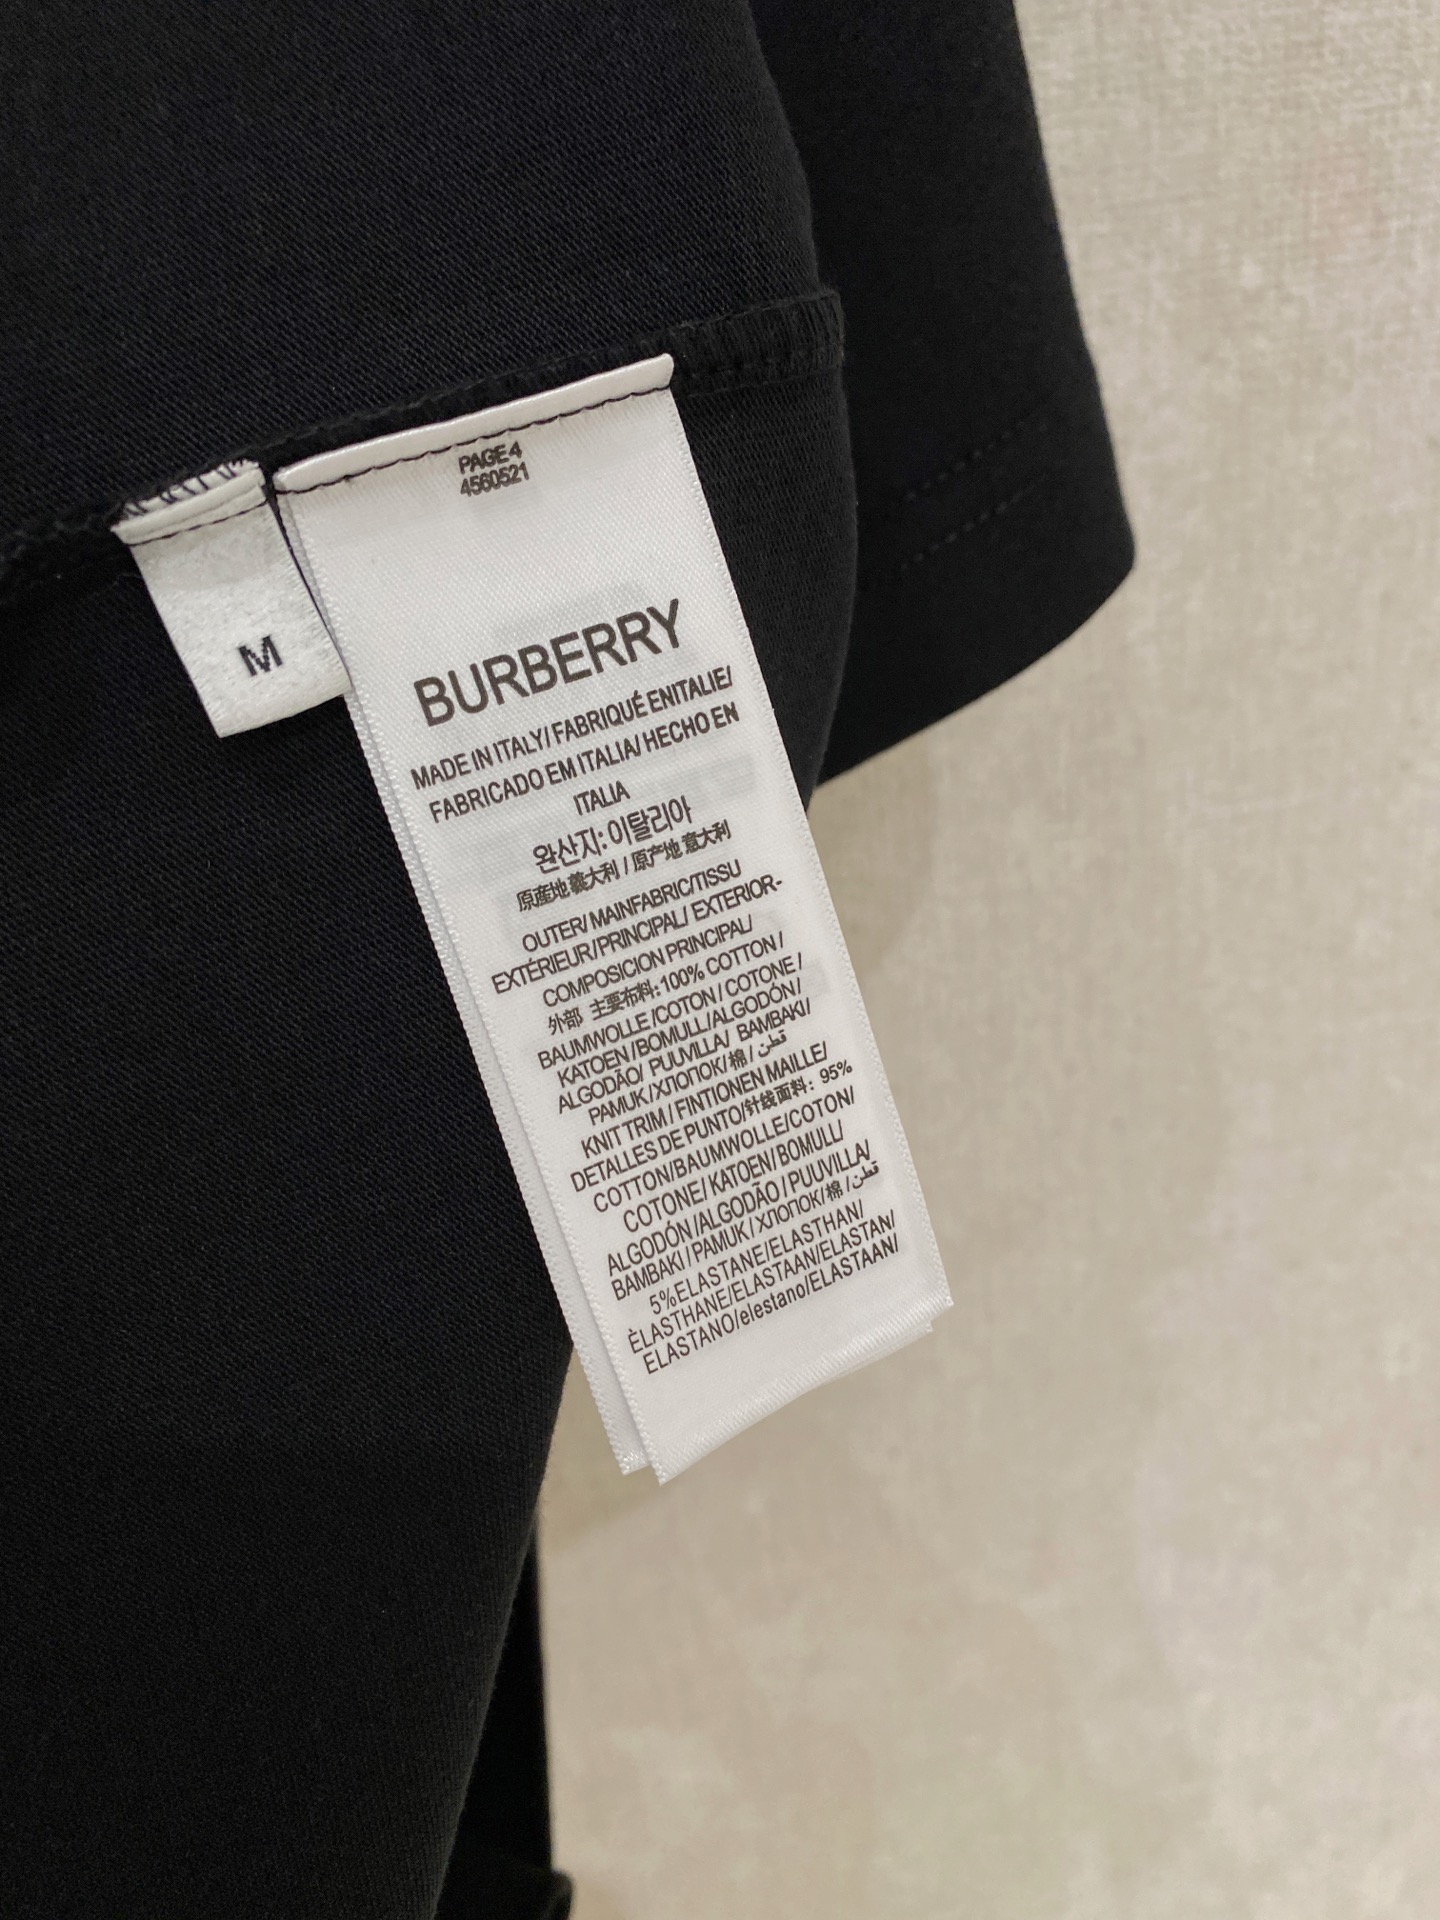 PAGE 4
4560521
M
BURBERRY
MADE IN ITALY/ FABRIQUÉ ENITALIE/
FABRICADO EM ITALIA/ HECHO EN
ITALIA
완산지:이탈리아
原産地義大利 / 原产地 意大利
OUTER/ MAINFABRIC/TISSU
EXTÉRIEUR/PRINCIPAL/ EXTERIOR-
COMPOSICION PRINCIPAL/
外部 主要布料:100% COTTON /
BAUMWOLLE /COTON / COTONE /
KATOEN /BOMULL/ALGODÓN/
ALGODÃO/ PUUVILLA/ BAMBAKI/
PAMUK /ХЛОПОК/棉 / قطن
KNIT TRIM / FINTIONEN MAILLE/
DETALLES DE PUNTO/针线面料: 95%
COTTON/BAUMWOLLE/COTON/
COTONE/ KATOEN/ BOMULL/
ALGODÓN /ALGODÃO / PUUVILLA/
BAMBAKI / PAMUK / ХЛОПОК/棉 / قطن
5%ELASTANE/ELASTHAN/
ÈLASTHANE/ELASTAAN/ELASTAN/
ELASTANO/elestano/ELASTAAN/